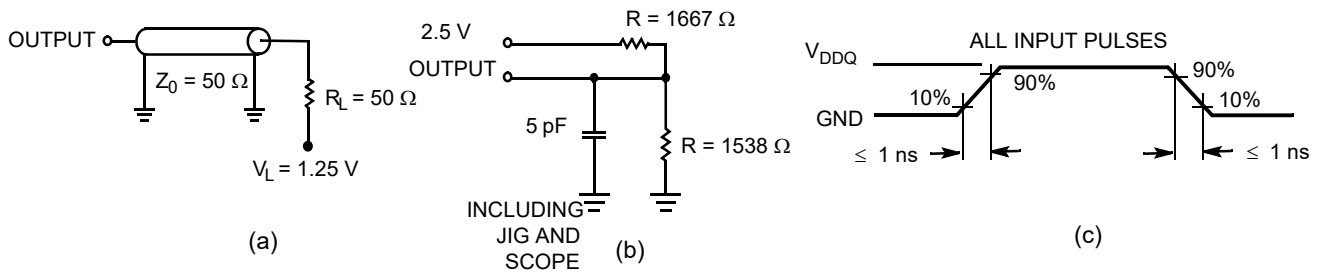 OUTPUT
Z0 = 50 Ω
RL = 50 Ω
VL = 1.25 V
(a)
R = 1667 Ω
2.5 V
OUTPUT
5 pF
R = 1538 Ω
INCLUDING
JIG AND
SCOPE
(b)
ALL INPUT PULSES
VDDQ
90%
90%
10%
10%
GND
≤ 1 ns
≤ 1 ns
(c)